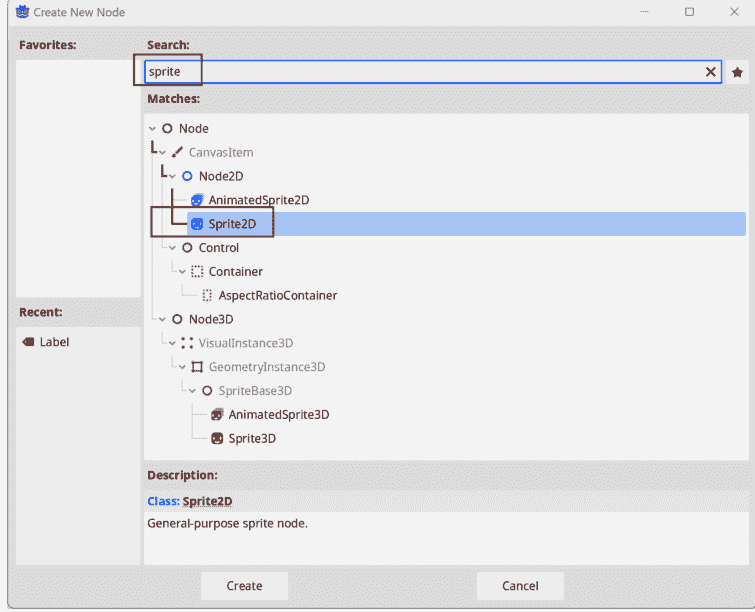 Create New Node
Favorites:
Search:
sprite
Matches:
Node
CanvasItem
Node2D
AnimatedSprite2D
Sprite2D
Control
Container
AspectRatioContainer
Recent:
Node3D
Label
VisualInstance3D
GeometryInstance3D
SpriteBase3D
AnimatedSprite3D
Sprite3D
Description:
Class: Sprite2D
General-purpose sprite node.
Create
Cancel